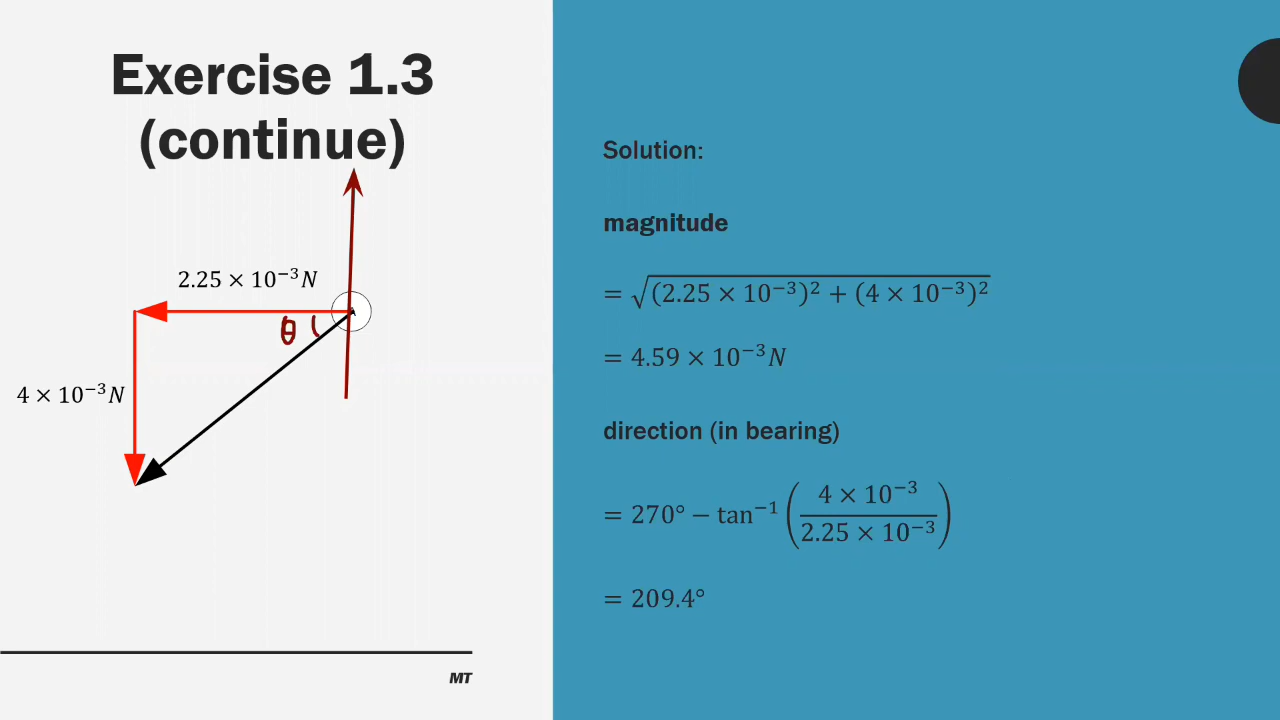 Exercise 1.3
(continue)
2.25 × 10⁻³N
θ
4 × 10⁻³N
MT
Solution:
magnitude
= √(2.25 × 10⁻³)² + (4 × 10⁻³)²
= 4.59 × 10⁻³N
direction (in bearing)
= 270° − tan⁻¹ (4 × 10⁻³ / 2.25 × 10⁻³)
= 209.4°